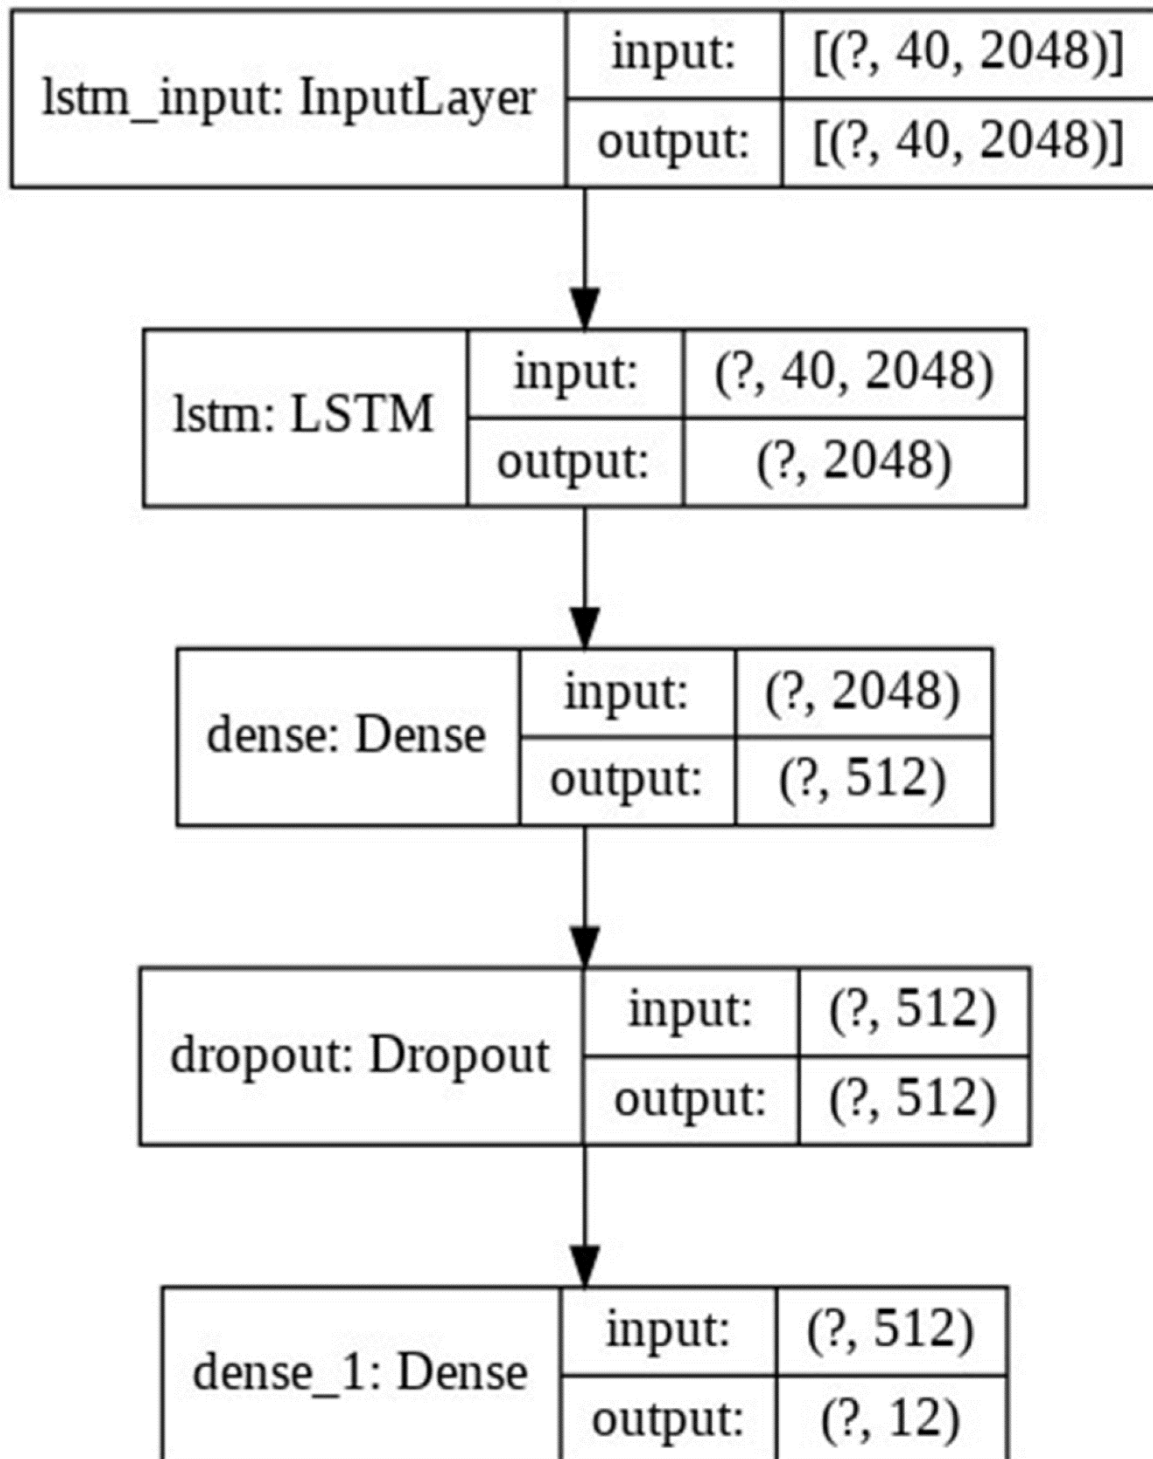 lstm_input: InputLayer
input: [(?, 40, 2048)]
output: [(?, 40, 2048)]
lstm: LSTM
input: (?, 40, 2048)
output: (?, 2048)
dense: Dense
input: (?, 2048)
output: (?, 512)
dropout: Dropout
input: (?, 512)
output: (?, 512)
dense_1: Dense
input: (?, 512)
output: (?, 12)